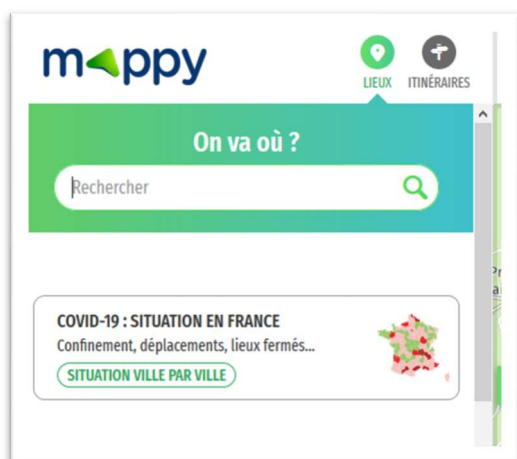 mappy
LIEUX ITINÉRAIRES
On va où ?
Rechercher
COVID-19 : SITUATION EN FRANCE
Confinement, déplacements, lieux fermés...
SITUATION VILLE PAR VILLE